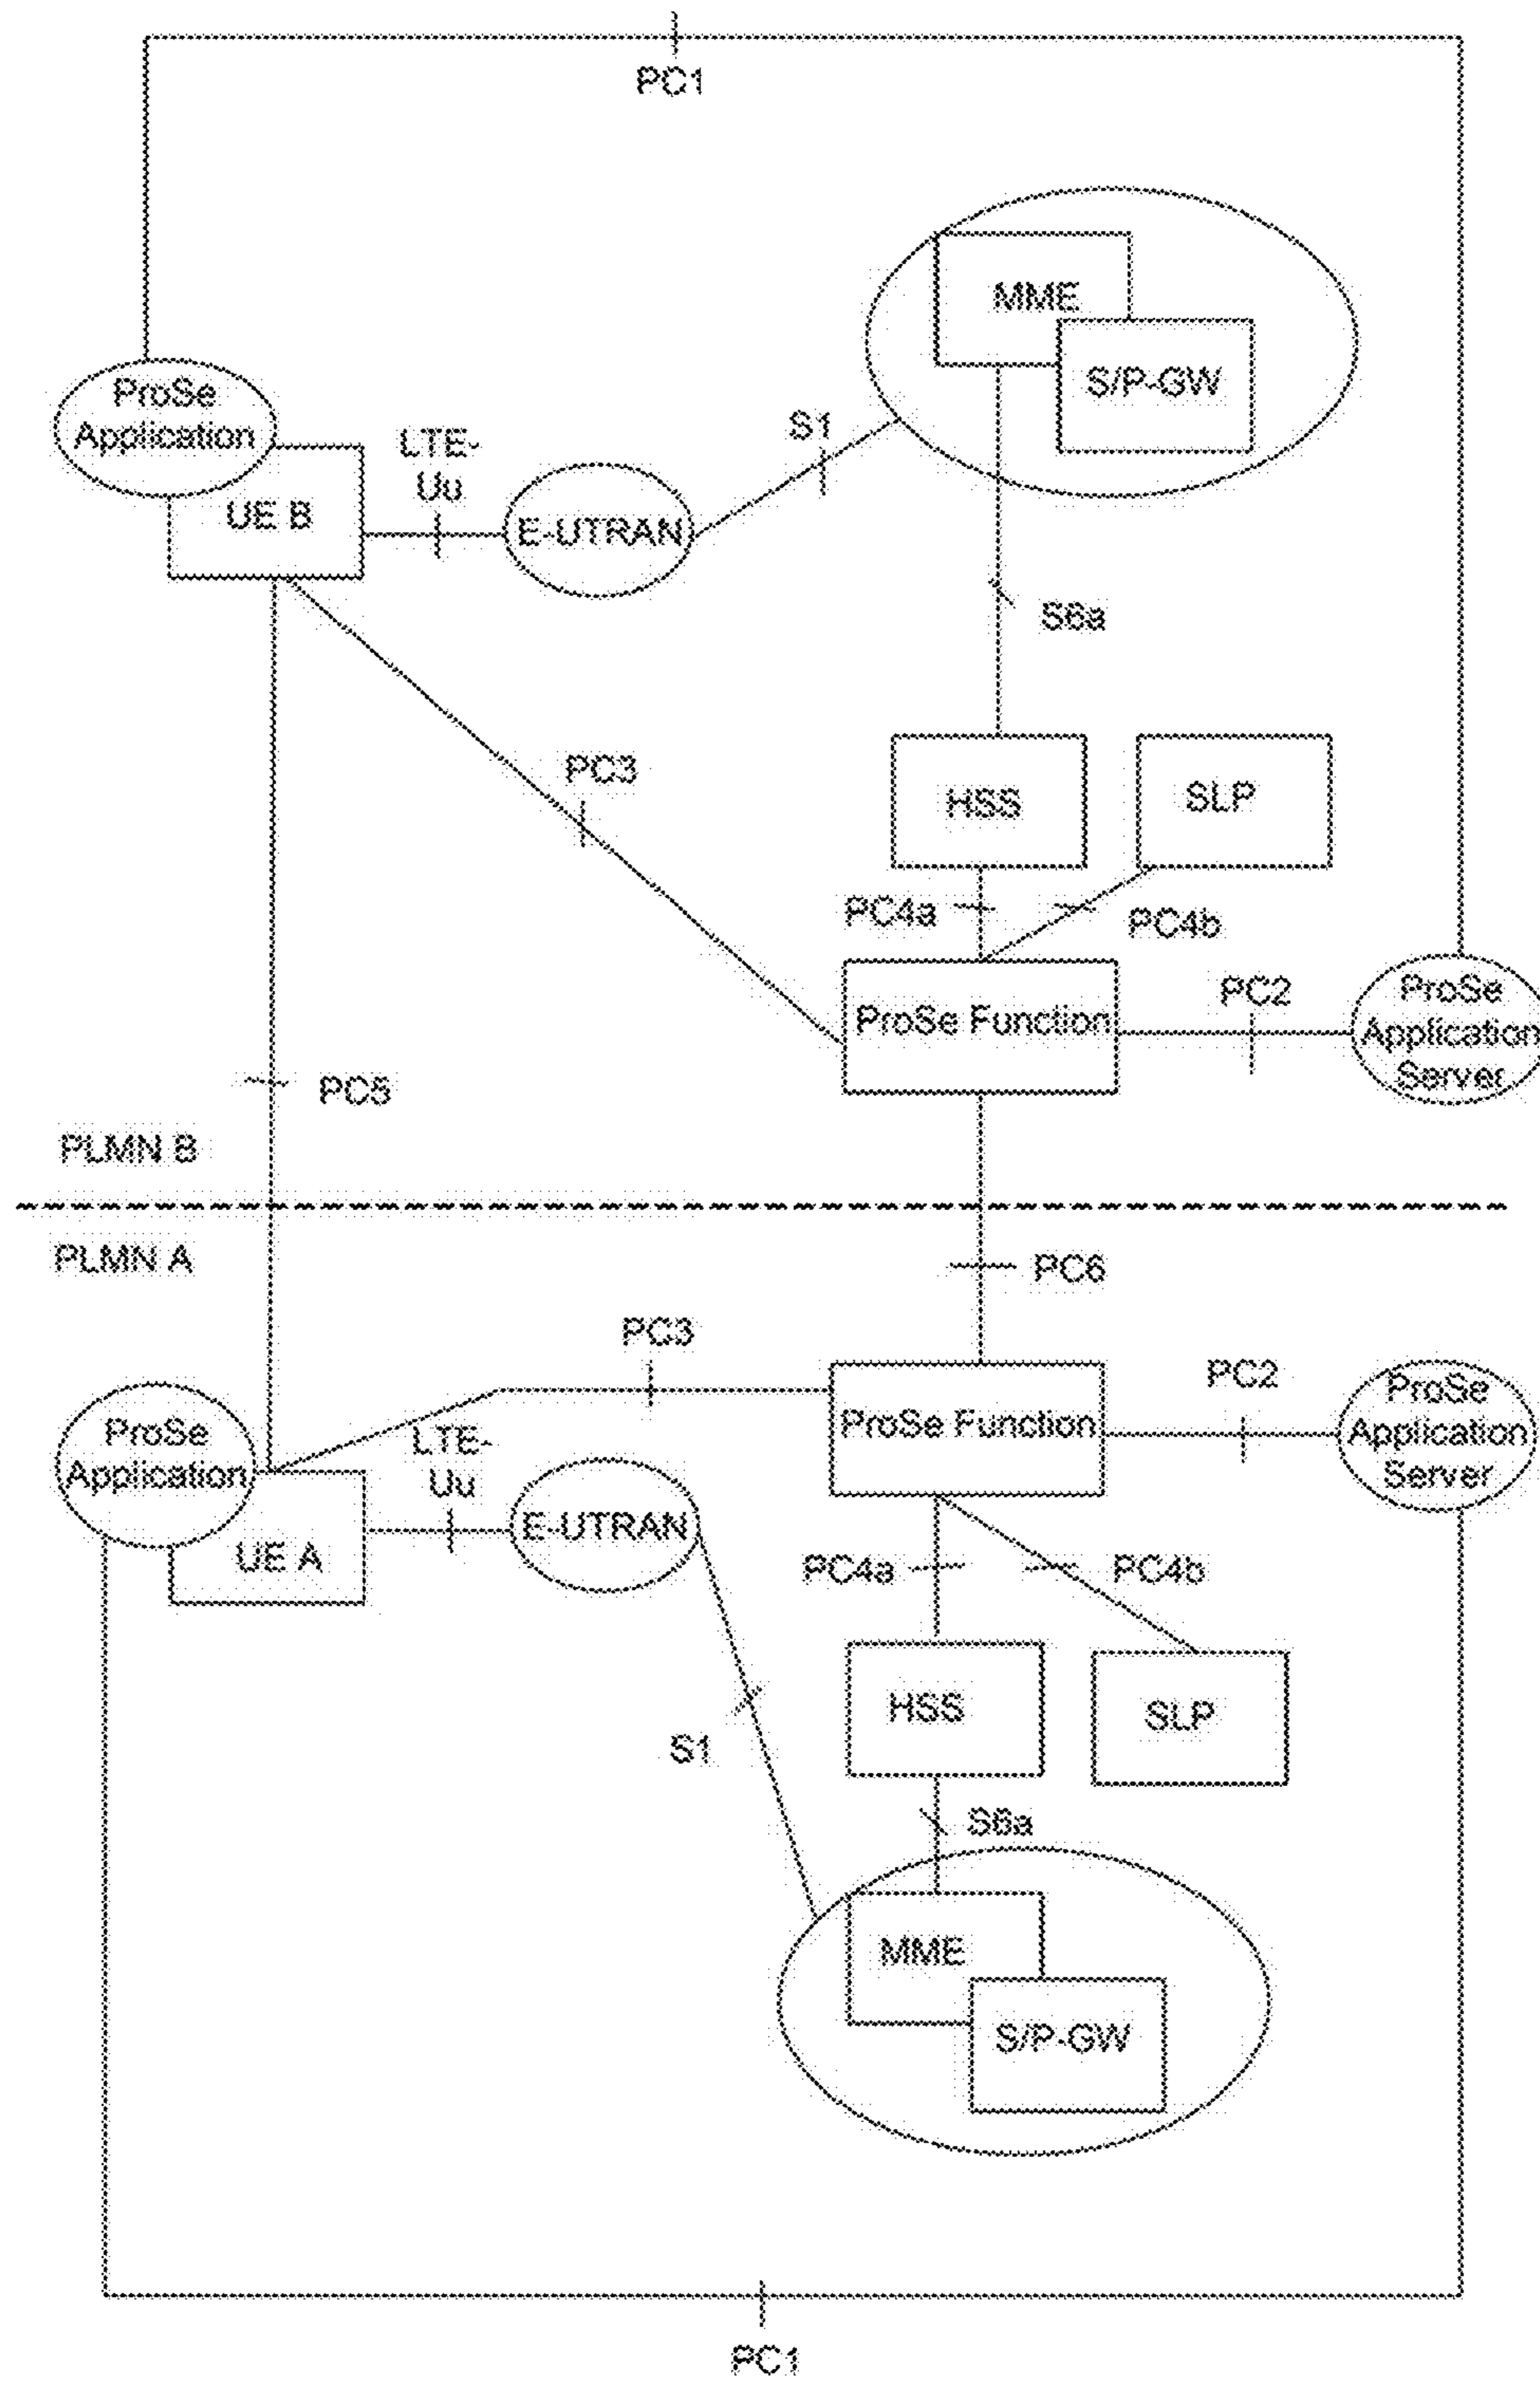 PC1
MME
S/P-GW
ProSe
Application
UE B
LTE-
Uu
E-UTRAN
S1
S6a
PC3
HSS
SLP
PC4a
PC4b
ProSe Function
PC2
ProSe
Application
Server
PC5
PLMN B
PLMN A
PC6
PC3
ProSe Function
PC2
ProSe
Application
Server
ProSe
Application
UE A
LTE-
Uu
E-UTRAN
PC4a
PC4b
HSS
SLP
S1
S6a
MME
S/P-GW
PC1